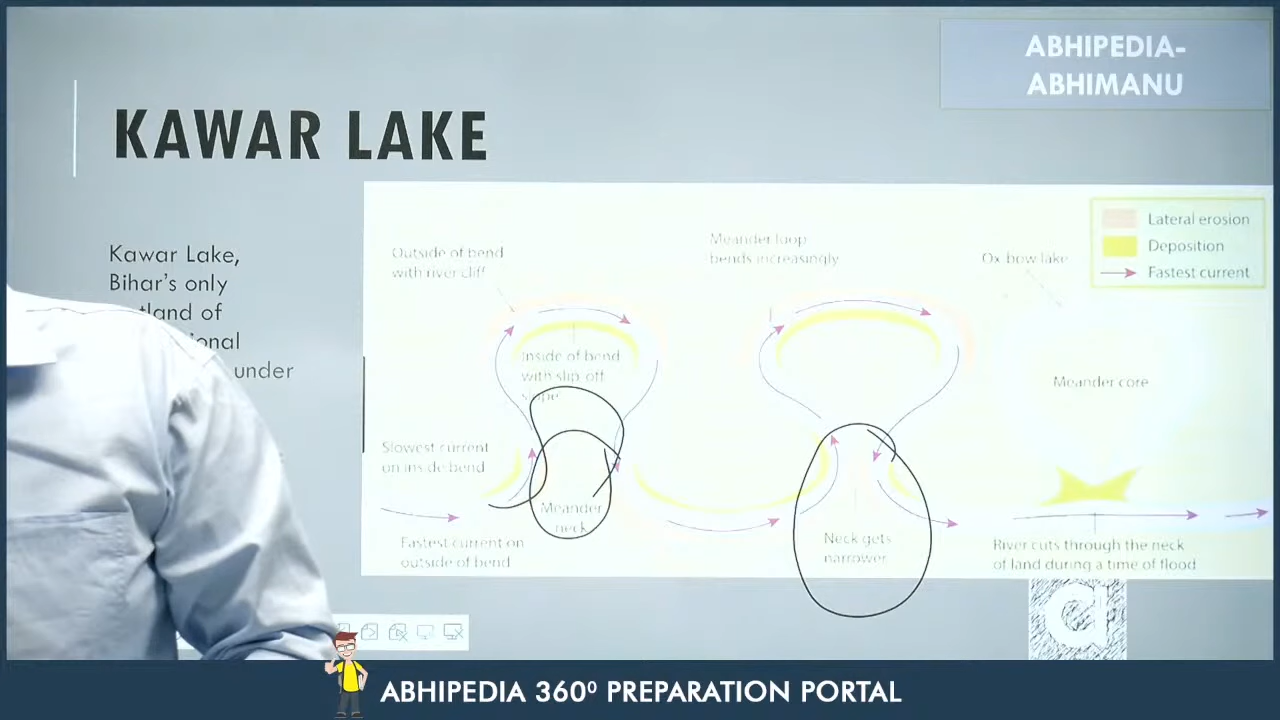 ABHIPEDIA-
ABHIMANU
KAWAR LAKE
Kawar Lake,
Bihar's only
under
Outside of bend
with river cliff
Inside of bend
with slip-off
slope
Slowest current
on inside bend
Meander
neck
Fastest current on
outside of bend
Meander loop
bends increasingly
Neck gets
narrower
Ox-bow lake
Lateral erosion
Deposition
Fastest current
Meander core
River cuts through the neck
of land during a time of flood
a
ABHIPEDIA 360⁰ PREPARATION PORTAL